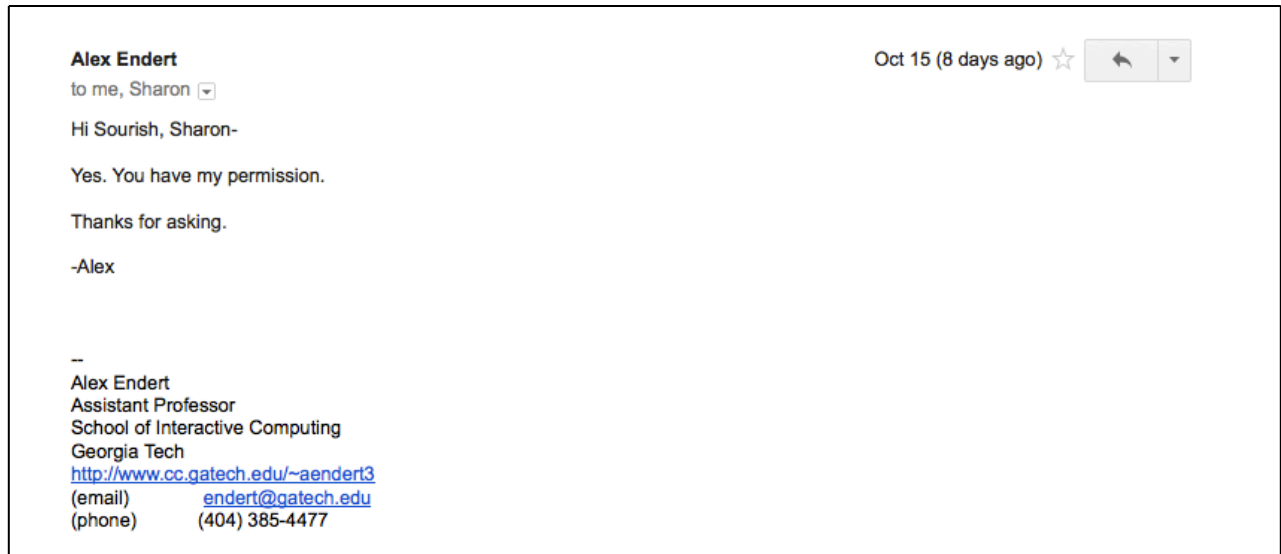 Alex Endert
Oct 15 (8 days ago)
to me, Sharon
Hi Sourish, Sharon-
Yes. You have my permission.
Thanks for asking.
-Alex
--
Alex Endert
Assistant Professor
School of Interactive Computing
Georgia Tech
http://www.cc.gatech.edu/~aendert3
(email) endert@gatech.edu
(phone) (404) 385-4477